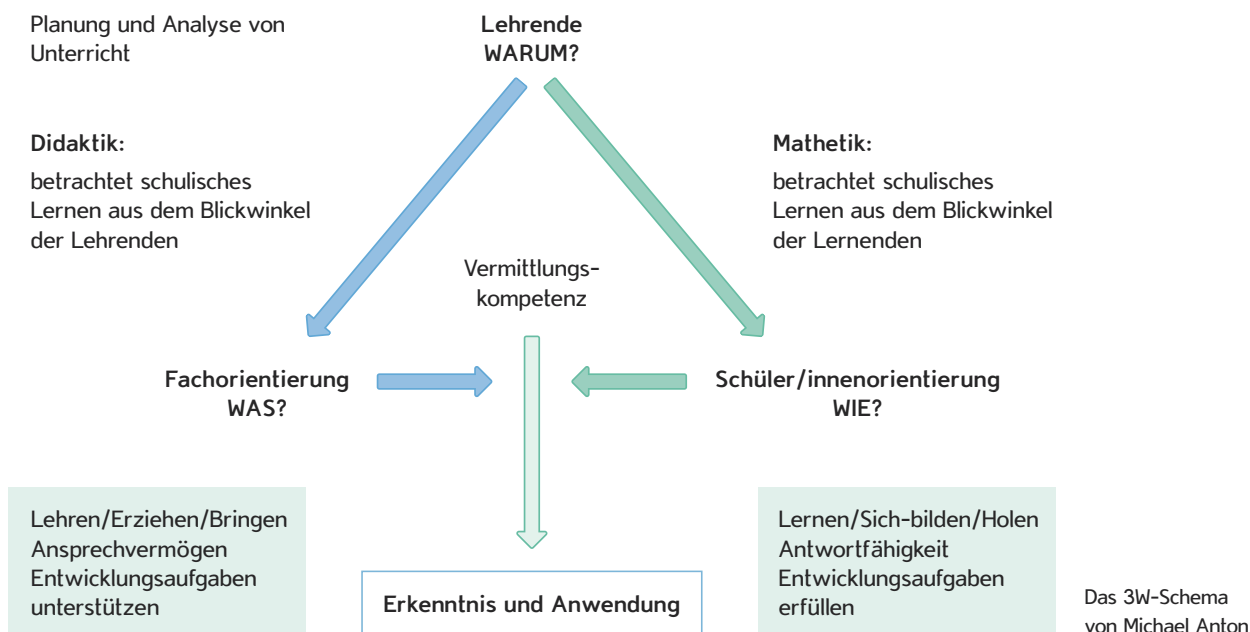 Planung und Analyse von
Unterricht
Lehrende
WARUM?
Didaktik:
betrachtet schulisches
Lernen aus dem Blickwinkel
der Lehrenden
Mathetik:
betrachtet schulisches
Lernen aus dem Blickwinkel
der Lernenden
Vermittlungs-
kompetenz
Fachorientierung
WAS?
Schüler/innenorientierung
WIE?
Lehren/Erziehen/Bringen
Ansprechvermögen
Entwicklungsaufgaben
unterstützen
Erkenntnis und Anwendung
Lernen/Sich-bilden/Holen
Antwortfähigkeit
Entwicklungsaufgaben
erfüllen
Das 3W-Schema
von Michael Anton